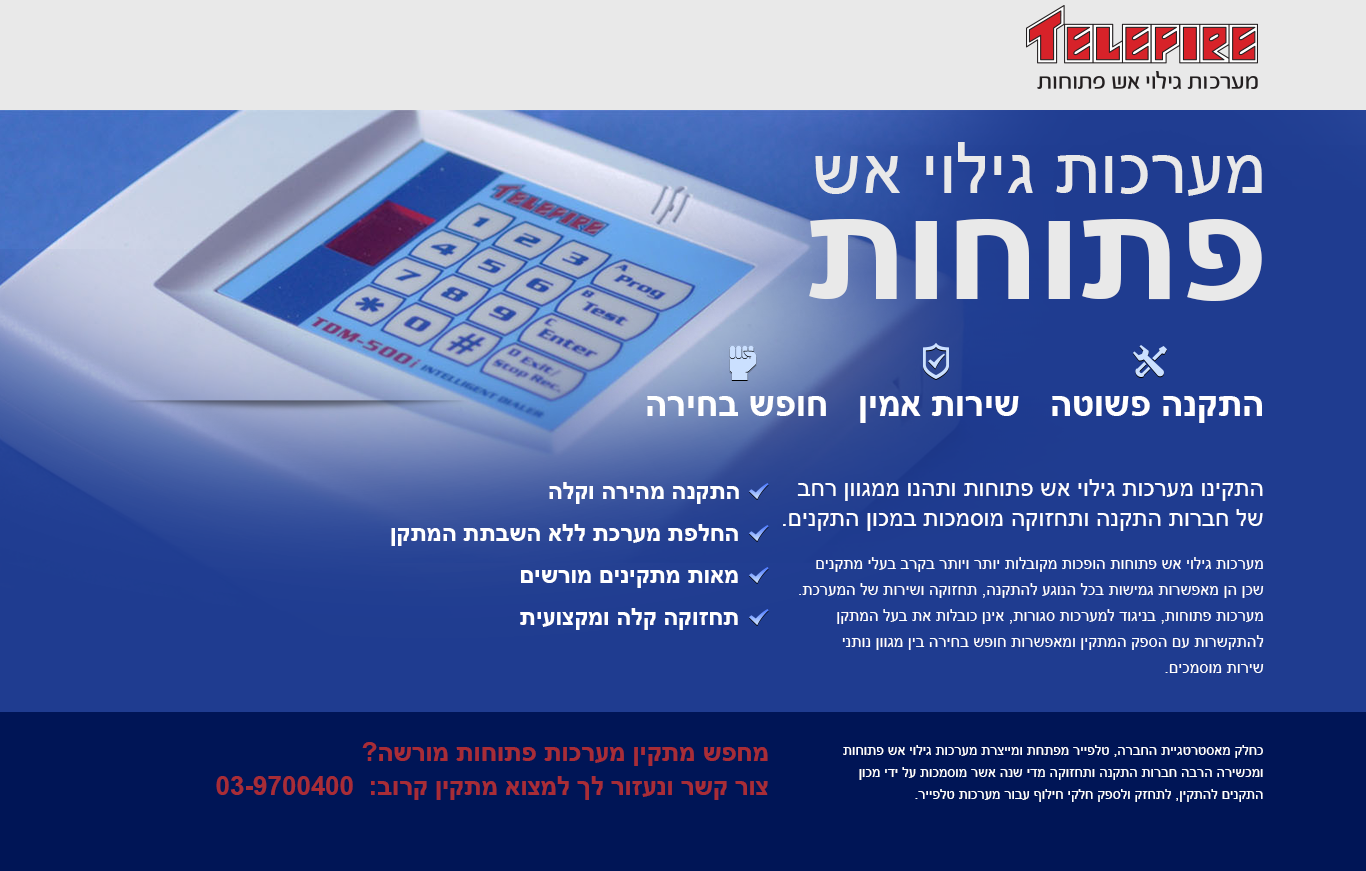 TELEFIRE
מערכות גילוי אש פתוחות
מערכות גילוי אש
פתוחות
TELEFIRE
1 2 3 A Prog
4 5 6 B Test
7 8 9 C Enter
* 0 # D Exit/
Stop Rec.
TDM-500i INTELLIGENT DIALER
התקנה פשוטה
שירות אמין
חופש בחירה
התקינו מערכות גילוי אש פתוחות ותהנו ממגוון רחב
של חברות התקנה ותחזוקה מוסמכות במכון התקנים.
מערכות גילוי אש פתוחות הופכות מקובלות יותר ויותר בקרב בעלי מתקנים
שכן הן מאפשרות גמישות בכל הנוגע להתקנה, תחזוקה ושירות של המערכת.
מערכות פתוחות, בניגוד למערכות סגורות, אינן כובלות את בעל המתקן
להתקשרות עם הספק המתקין ומאפשרות חופש בחירה בין מגוון נותני
שירות מוסמכים.
התקנה מהירה וקלה
החלפת מערכת ללא השבתת המתקן
מאות מתקינים מורשים
תחזוקה קלה ומקצועית
כחלק מאסטרטגיית החברה, טלפייר מפתחת ומייצרת מערכות גילוי אש פתוחות
ומכשירה הרבה חברות התקנה ותחזוקה מדי שנה אשר מוסמכות על ידי מכון
התקנים להתקין, לתחזק ולספק חלקי חילוף עבור מערכות טלפייר.
מחפש מתקין מערכות פתוחות מורשה?
צור קשר ונעזור לך למצוא מתקין קרוב: 03-9700400